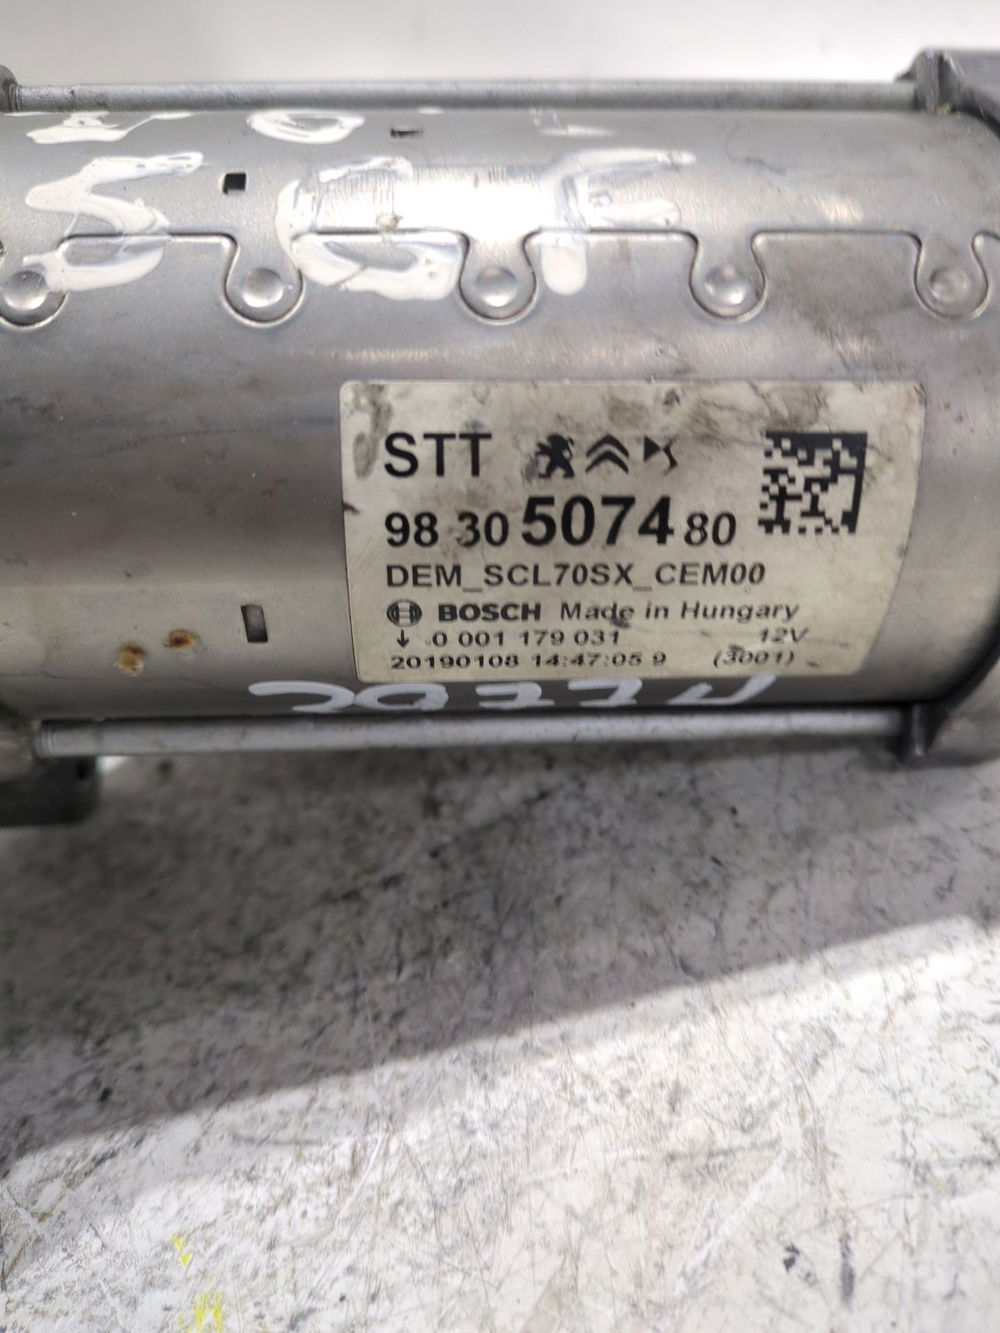 STT
98 30 5074 80
DEM_SCL70SX_CEM00
BOSCH Made in Hungary
0 001 179 031 12V
20190108 14:47:05 9 (3001)